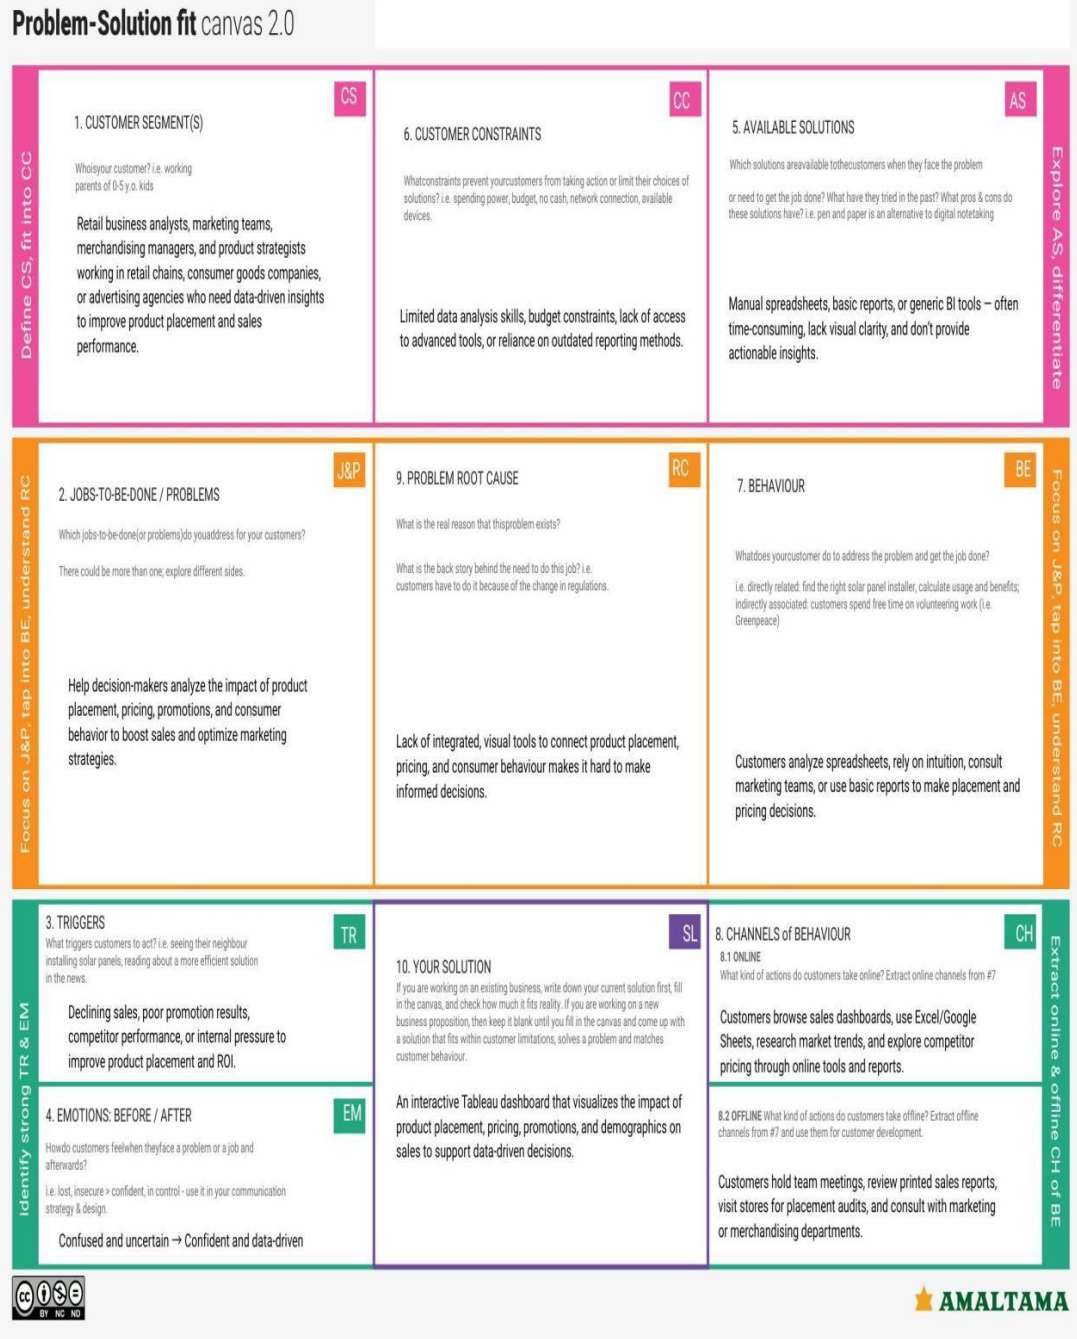 Problem-Solution fit canvas 2.0
Define CS, fit into CC
CS
1. CUSTOMER SEGMENT(S)
Whoisyour customer? i.e. working
parents of 0-5 y.o. kids
Retail business analysts, marketing teams,
merchandising managers, and product strategists
working in retail chains, consumer goods companies,
or advertising agencies who need data-driven insights
to improve product placement and sales
performance.
CC
6. CUSTOMER CONSTRAINTS
Whatconstraints prevent yourcustomers from taking action or limit their choices of
solutions? i.e. spending power, budget, no cash, network connection, available
devices.
Limited data analysis skills, budget constraints, lack of access
to advanced tools, or reliance on outdated reporting methods.
AS
5. AVAILABLE SOLUTIONS
Which solutions areavailable tothecustomers when they face the problem
or need to get the job done? What have they tried in the past? What pros & cons do
these solutions have? i.e. pen and paper is an alternative to digital notetaking
Manual spreadsheets, basic reports, or generic BI tools – often
time-consuming, lack visual clarity, and don't provide
actionable insights.
Explore AS, differentiate
Focus on J&P, tap into BE, understand RC
J&P
2. JOBS-TO-BE-DONE / PROBLEMS
Which jobs-to-be-done(or problems)do youaddress for your customers?
There could be more than one; explore different sides.
Help decision-makers analyze the impact of product
placement, pricing, promotions, and consumer
behavior to boost sales and optimize marketing
strategies.
RC
9. PROBLEM ROOT CAUSE
What is the real reason that thisproblem exists?
What is the back story behind the need to do this job? i.e.
customers have to do it because of the change in regulations.
Lack of integrated, visual tools to connect product placement,
pricing, and consumer behaviour makes it hard to make
informed decisions.
BE
7. BEHAVIOUR
Whatdoes yourcustomer do to address the problem and get the job done?
i.e. directly related: find the right solar panel installer, calculate usage and benefits;
indirectly associated: customers spend free time on volunteering work (i.e.
Greenpeace)
Customers analyze spreadsheets, rely on intuition, consult
marketing teams, or use basic reports to make placement and
pricing decisions.
Focus on J&P, tap into BE, understand RC
Identify strong TR & EM
3. TRIGGERS
TR
What triggers customers to act? i.e. seeing their neighbour
installing solar panels, reading about a more efficient solution
in the news.
Declining sales, poor promotion results,
competitor performance, or internal pressure to
improve product placement and ROI.
4. EMOTIONS: BEFORE / AFTER
EM
Howdo customers feelwhen theyface a problem or a job and
afterwards?
i.e. lost, insecure > confident, in control - use it in your communication
strategy & design.
Confused and uncertain → Confident and data-driven
SL
10. YOUR SOLUTION
If you are working on an existing business, write down your current solution first, fill
in the canvas, and check how much it fits reality. If you are working on a new
business proposition, then keep it blank until you fill in the canvas and come up with
a solution that fits within customer limitations, solves a problem and matches
customer behaviour.
An interactive Tableau dashboard that visualizes the impact of
product placement, pricing, promotions, and demographics on
sales to support data-driven decisions.
8. CHANNELS of BEHAVIOUR
CH
8.1 ONLINE
What kind of actions do customers take online? Extract online channels from #7
Customers browse sales dashboards, use Excel/Google
Sheets, research market trends, and explore competitor
pricing through online tools and reports.
8.2 OFFLINE What kind of actions do customers take offline? Extract offline
channels from #7 and use them for customer development.
Customers hold team meetings, review printed sales reports,
visit stores for placement audits, and consult with marketing
or merchandising departments.
Extract online & offline CH of BE
cc
BY NC ND
AMALTAMA